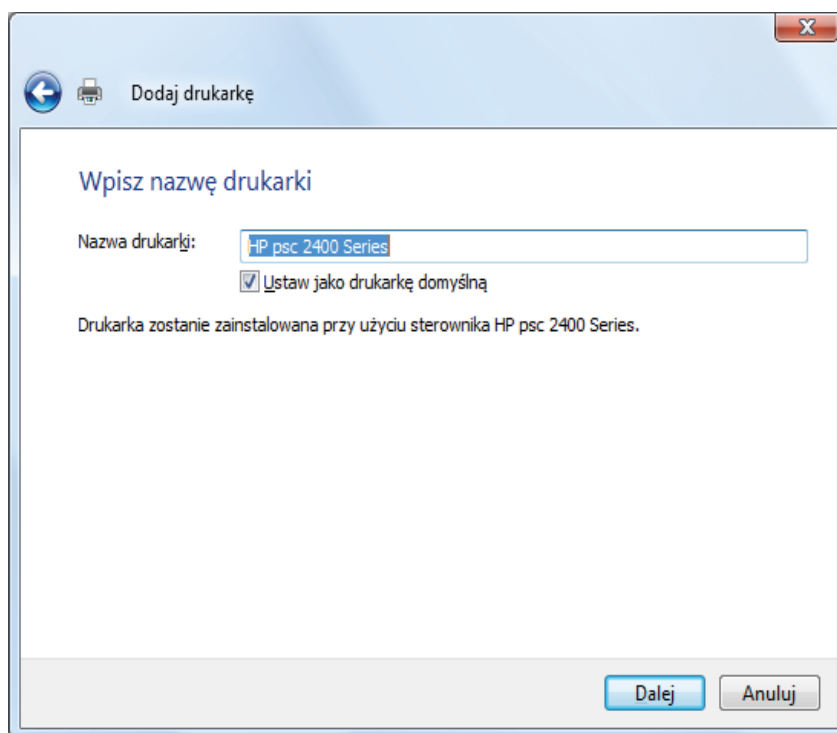 Dodaj drukarkę
Wpisz nazwę drukarki
Nazwa drukarki: HP psc 2400 Series
Ustaw jako drukarkę domyślną
Drukarka zostanie zainstalowana przy użyciu sterownika HP psc 2400 Series.
Dalej Anuluj